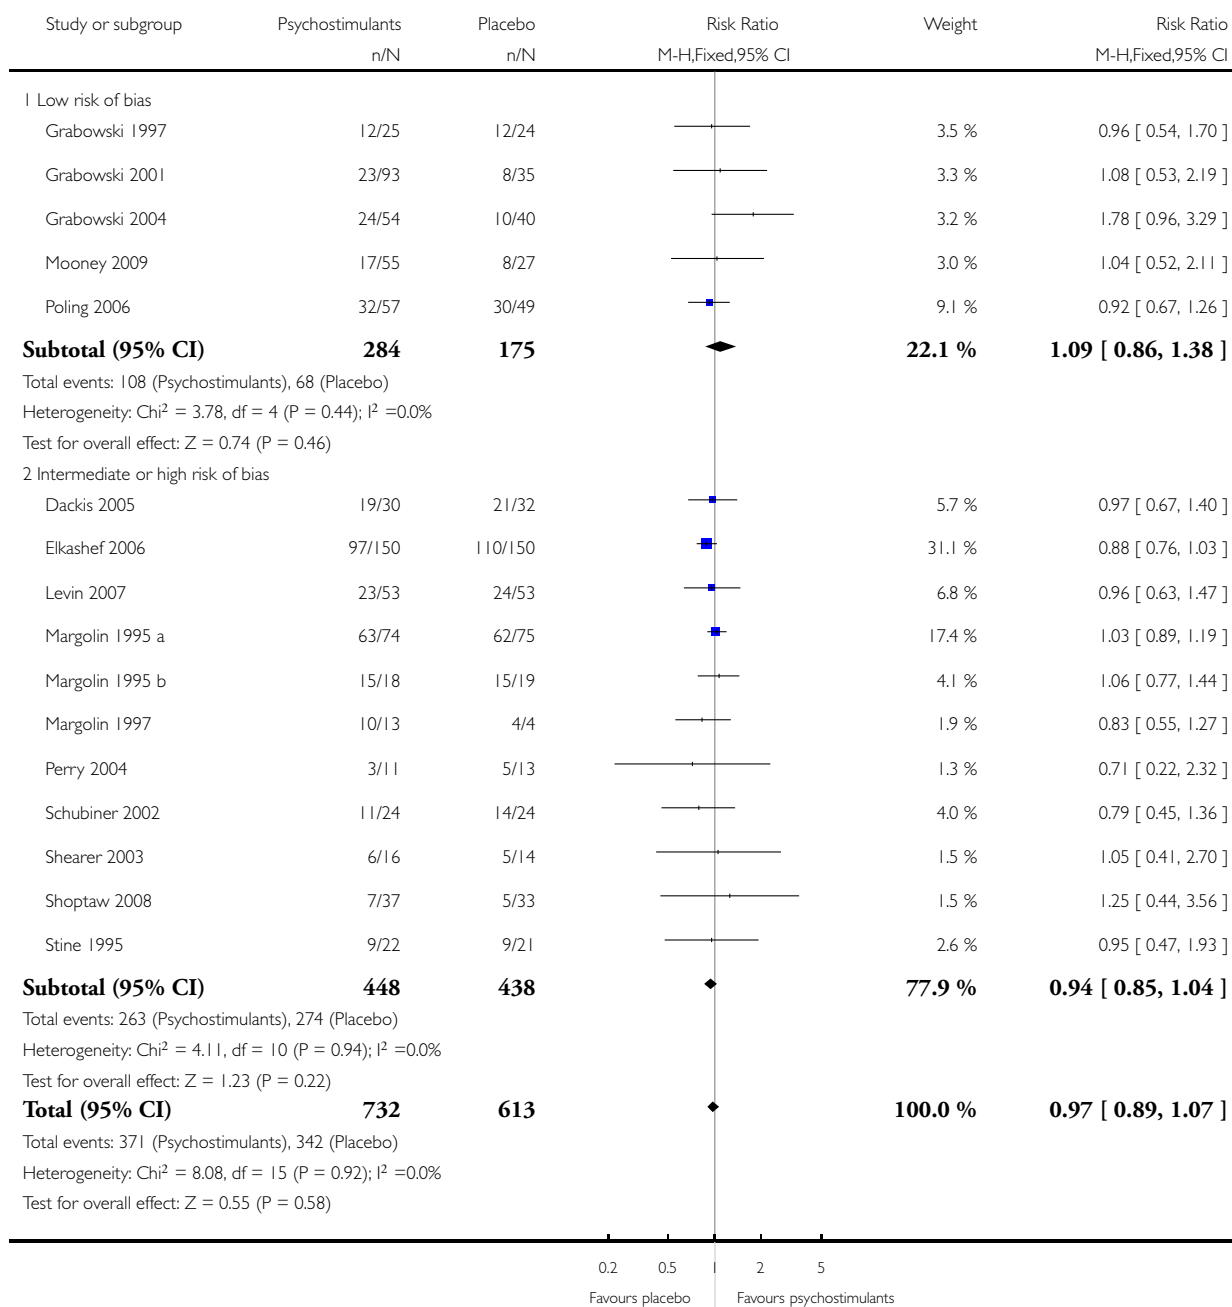 Study or subgroup Psychostimulants Placebo Risk Ratio Weight Risk Ratio
n/N n/N M-H,Fixed,95% CI M-H,Fixed,95% CI
1 Low risk of bias
Grabowski 1997 12/25 12/24 3.5 % 0.96 [ 0.54, 1.70 ]
Grabowski 2001 23/93 8/35 3.3 % 1.08 [ 0.53, 2.19 ]
Grabowski 2004 24/54 10/40 3.2 % 1.78 [ 0.96, 3.29 ]
Mooney 2009 17/55 8/27 3.0 % 1.04 [ 0.52, 2.11 ]
Poling 2006 32/57 30/49 9.1 % 0.92 [ 0.67, 1.26 ]
Subtotal (95% CI) 284 175 22.1 % 1.09 [ 0.86, 1.38 ]
Total events: 108 (Psychostimulants), 68 (Placebo)
Heterogeneity: Chi² = 3.78, df = 4 (P = 0.44); I² =0.0%
Test for overall effect: Z = 0.74 (P = 0.46)
2 Intermediate or high risk of bias
Dackis 2005 19/30 21/32 5.7 % 0.97 [ 0.67, 1.40 ]
Elkashef 2006 97/150 110/150 31.1 % 0.88 [ 0.76, 1.03 ]
Levin 2007 23/53 24/53 6.8 % 0.96 [ 0.63, 1.47 ]
Margolin 1995 a 63/74 62/75 17.4 % 1.03 [ 0.89, 1.19 ]
Margolin 1995 b 15/18 15/19 4.1 % 1.06 [ 0.77, 1.44 ]
Margolin 1997 10/13 4/4 1.9 % 0.83 [ 0.55, 1.27 ]
Perry 2004 3/11 5/13 1.3 % 0.71 [ 0.22, 2.32 ]
Schubiner 2002 11/24 14/24 4.0 % 0.79 [ 0.45, 1.36 ]
Shearer 2003 6/16 5/14 1.5 % 1.05 [ 0.41, 2.70 ]
Shoptaw 2008 7/37 5/33 1.5 % 1.25 [ 0.44, 3.56 ]
Stine 1995 9/22 9/21 2.6 % 0.95 [ 0.47, 1.93 ]
Subtotal (95% CI) 448 438 77.9 % 0.94 [ 0.85, 1.04 ]
Total events: 263 (Psychostimulants), 274 (Placebo)
Heterogeneity: Chi² = 4.11, df = 10 (P = 0.94); I² =0.0%
Test for overall effect: Z = 1.23 (P = 0.22)
Total (95% CI) 732 613 100.0 % 0.97 [ 0.89, 1.07 ]
Total events: 371 (Psychostimulants), 342 (Placebo)
Heterogeneity: Chi² = 8.08, df = 15 (P = 0.92); I² =0.0%
Test for overall effect: Z = 0.55 (P = 0.58)
0.2 0.5 1 2 5
Favours placebo Favours psychostimulants